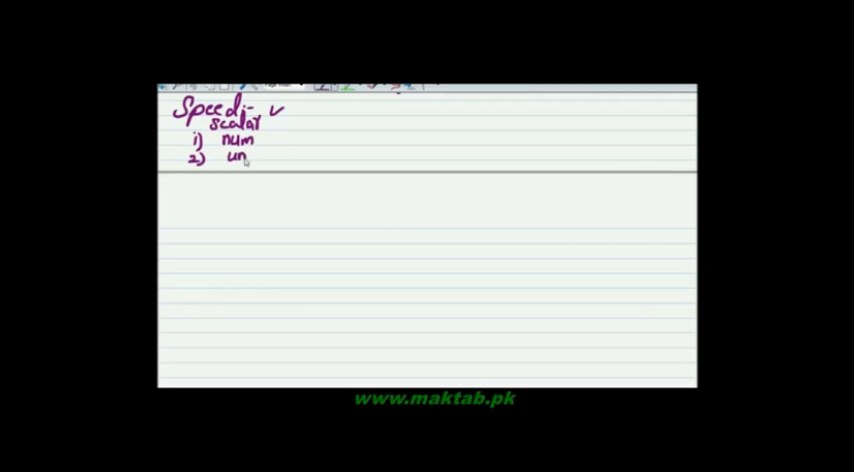 Speed:- v
scalar
1) num
2) un
www.maktab.pk